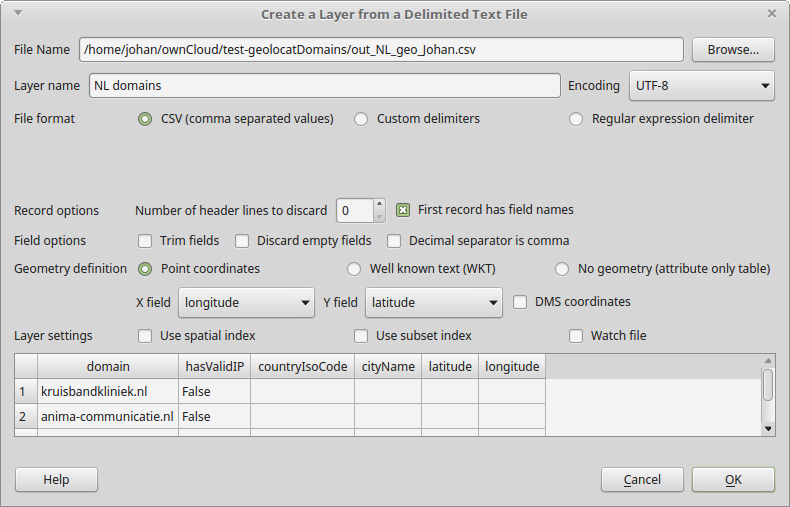 Create a Layer from a Delimited Text File
File Name /home/johan/ownCloud/test-geolocatDomains/out_NL_geo_Johan.csv Browse...
Layer name NL domains Encoding UTF-8
File format CSV (comma separated values) Custom delimiters Regular expression delimiter
Record options Number of header lines to discard 0 First record has field names
Field options Trim fields Discard empty fields Decimal separator is comma
Geometry definition Point coordinates Well known text (WKT) No geometry (attribute only table)
X field longitude Y field latitude DMS coordinates
Layer settings Use spatial index Use subset index Watch file
domain hasValidIP countryIsoCode cityName latitude longitude
1 kruisbandkliniek.nl False
2 anima-communicatie.nl False
Help Cancel OK